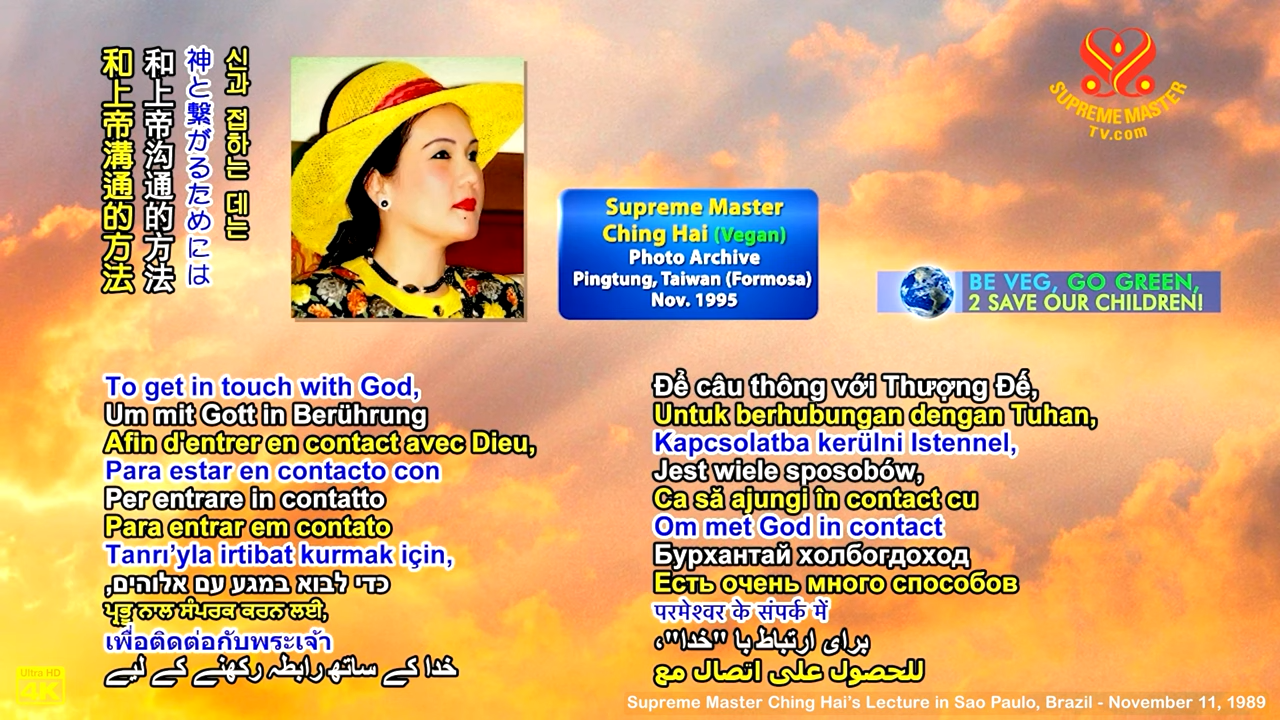 신과 접하는 데는
神と繋がるためには
和上帝沟通的方法
和上帝溝通的方法
SUPREME MASTER
TV.com
Supreme Master
Ching Hai (Vegan)
Photo Archive
Pingtung, Taiwan (Formosa)
Nov. 1995
BE VEG, GO GREEN,
2 SAVE OUR CHILDREN!
To get in touch with God,
Um mit Gott in Berührung
Afin d'entrer en contact avec Dieu,
Para estar en contacto con
Per entrare in contatto
Para entrar em contato
Tanrı’yla irtibat kurmak için,
כדי לבוא במגע עם אלוהים,
ਪ੍ਰਭੂ ਨਾਲ ਸੰਪਰਕ ਕਰਨ ਲਈ,
เพื่อติดต่อกับพระเจ้า
خدا کے ساتھ رابطہ رکھنے کے لیے
Để câu thông với Thượng Đế,
Untuk berhubungan dengan Tuhan,
Kapcsolatba kerülni Istennel,
Jest wiele sposobów,
Ca să ajungi în contact cu
Om met God in contact
Бурхантай холбогдоход
Есть очень много способов
परमेश्वर के संपर्क में
برای ارتباط با "خدا"،
للحصول على اتصال مع
Ultra HD
4K
Supreme Master Ching Hai’s Lecture in Sao Paulo, Brazil - November 11, 1989